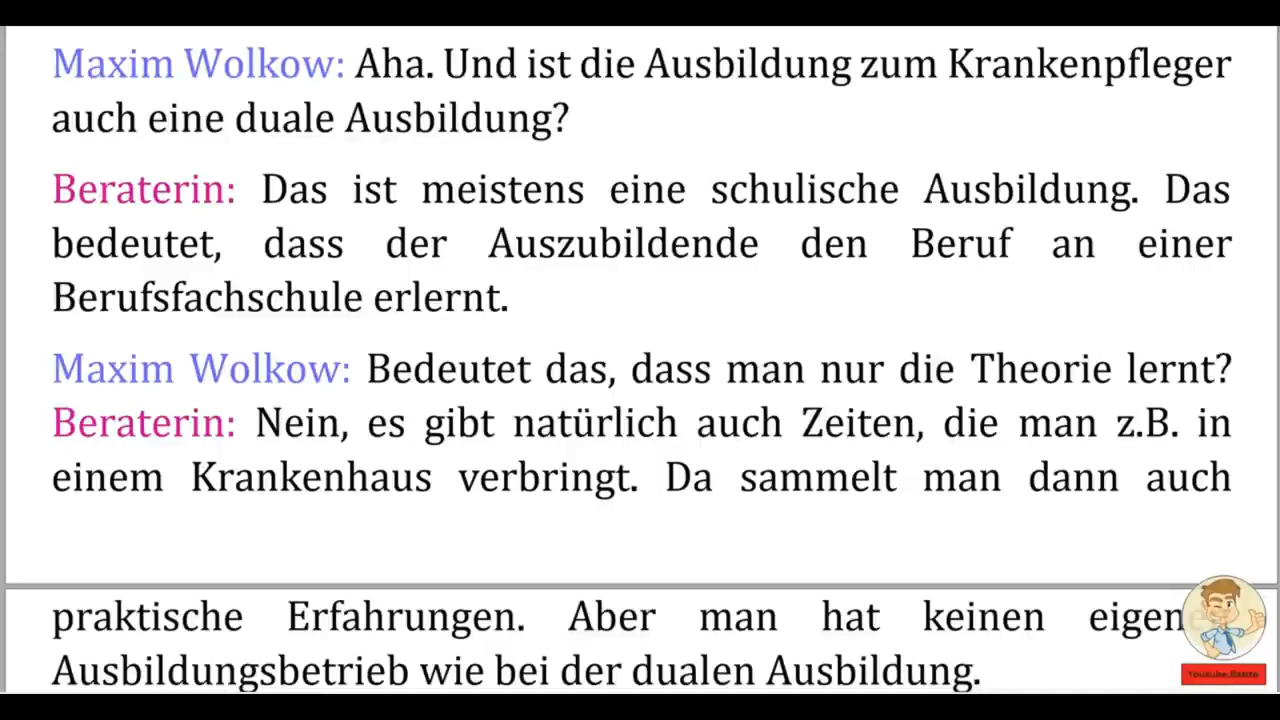 Maxim Wolkow: Aha. Und ist die Ausbildung zum Krankenpfleger
auch eine duale Ausbildung?
Beraterin: Das ist meistens eine schulische Ausbildung. Das
bedeutet, dass der Auszubildende den Beruf an einer
Berufsfachschule erlernt.
Maxim Wolkow: Bedeutet das, dass man nur die Theorie lernt?
Beraterin: Nein, es gibt natürlich auch Zeiten, die man z.B. in
einem Krankenhaus verbringt. Da sammelt man dann auch
praktische Erfahrungen. Aber man hat keinen eigenen
Ausbildungsbetrieb wie bei der dualen Ausbildung.